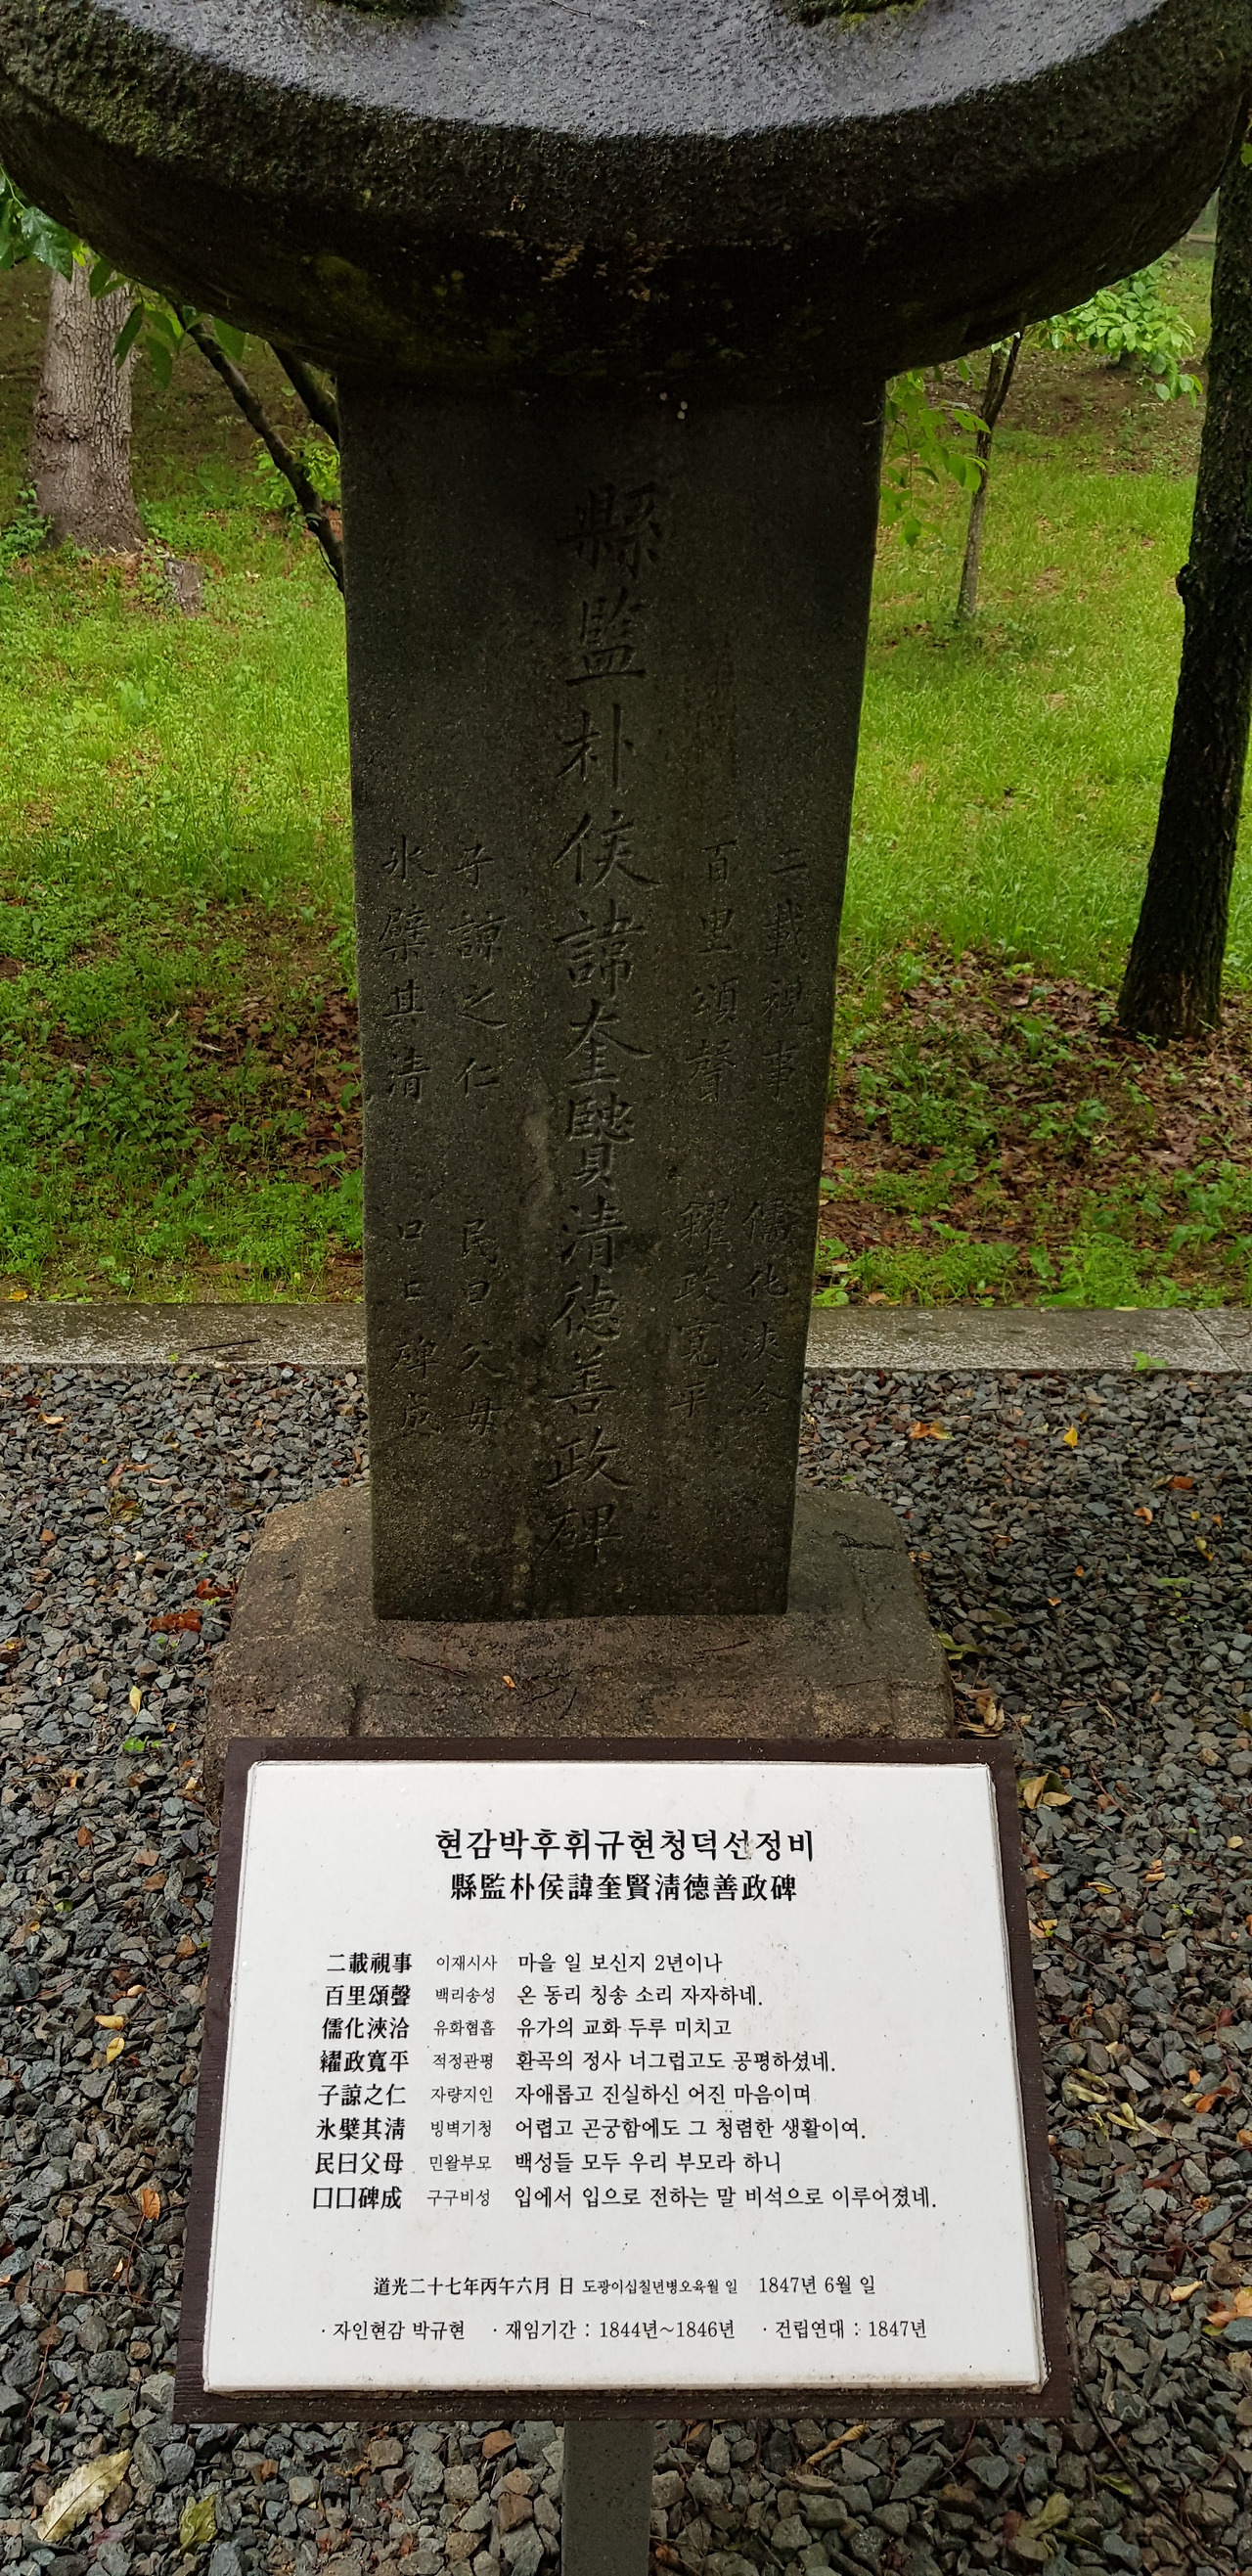 縣監朴侯諱奎賢清德善政碑
二載視事 儒化浹洽
百里頌聲 糴政寬平
子諒之仁 民曰父母
氷檗其清 口口碑成
현감박후휘규현청덕선정비
縣監朴侯諱奎賢淸德善政碑
二載視事 이재시사 마을 일 보신지 2년이나
百里頌聲 백리송성 온 동리 칭송 소리 자자하네.
儒化浹洽 유화협흡 유가의 교화 두루 미치고
糴政寬平 적정관평 환곡의 정사 너그럽고도 공평하셨네.
子諒之仁 자량지인 자애롭고 진실하신 어진 마음이며
氷檗其淸 빙벽기청 어렵고 곤궁함에도 그 청렴한 생활이여.
民曰父母 민왈부모 백성들 모두 우리 부모라 하니
口口碑成 구구비성 입에서 입으로 전하는 말 비석으로 이루어졌네.
道光二十七年丙午六月 日 도광이십칠년병오육월 일 1847년 6월 일
· 자인현감 박규현 · 재임기간 : 1844년~1846년 · 건립연대 : 1847년